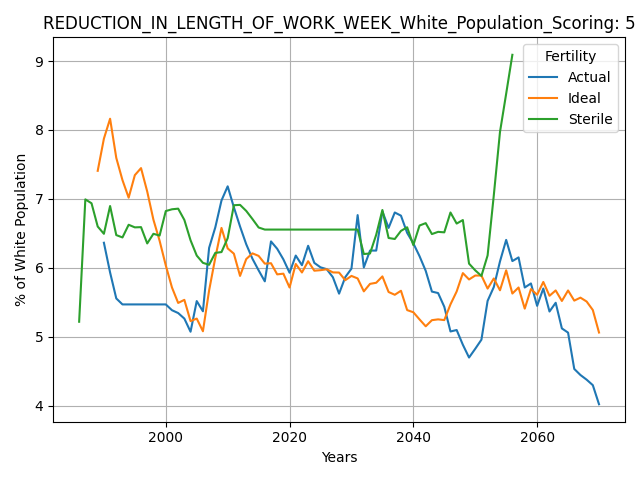 REDUCTION_IN_LENGTH_OF_WORK_WEEK_White_Population_Scoring: 5
Fertility
Actual
Ideal
Sterile
9
8
7
6
5
4
% of White Population
2000
2020
2040
2060
Years